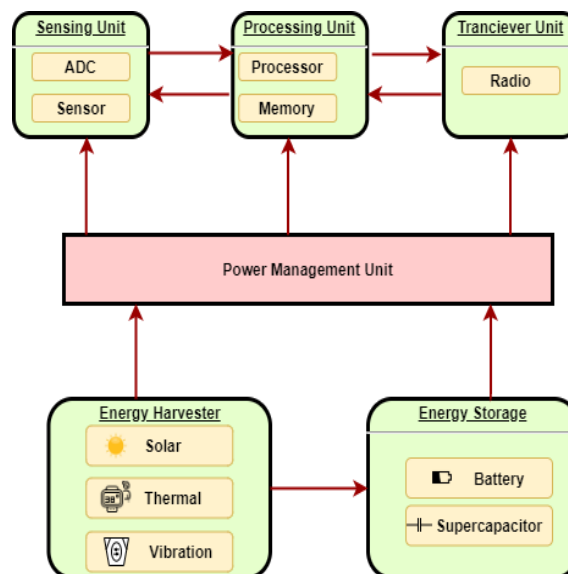 Sensing Unit
Processing Unit
Tranciever Unit
ADC
Processor
Radio
Sensor
Memory
Power Management Unit
Energy Harvester
Energy Storage
Solar
Battery
Thermal
Supercapacitor
Vibration